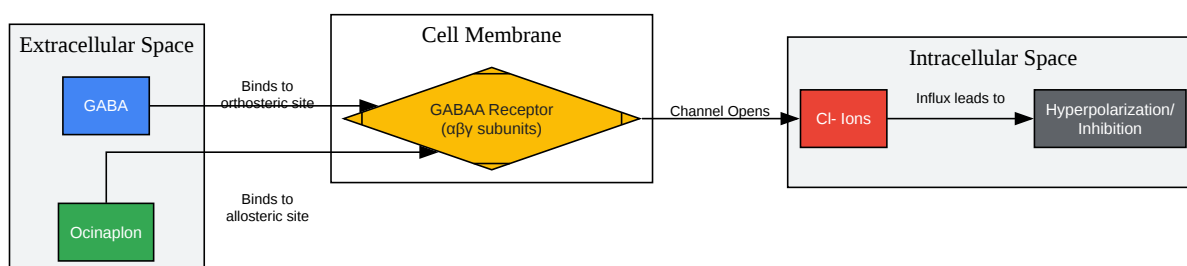 Extracellular Space
GABA
Ocinaplon
Binds to
orthosteric site
Binds to
allosteric site
Cell Membrane
GABAA Receptor
(αβγ subunits)
Channel Opens
Intracellular Space
Cl- Ions
Influx leads to
Hyperpolarization/
Inhibition